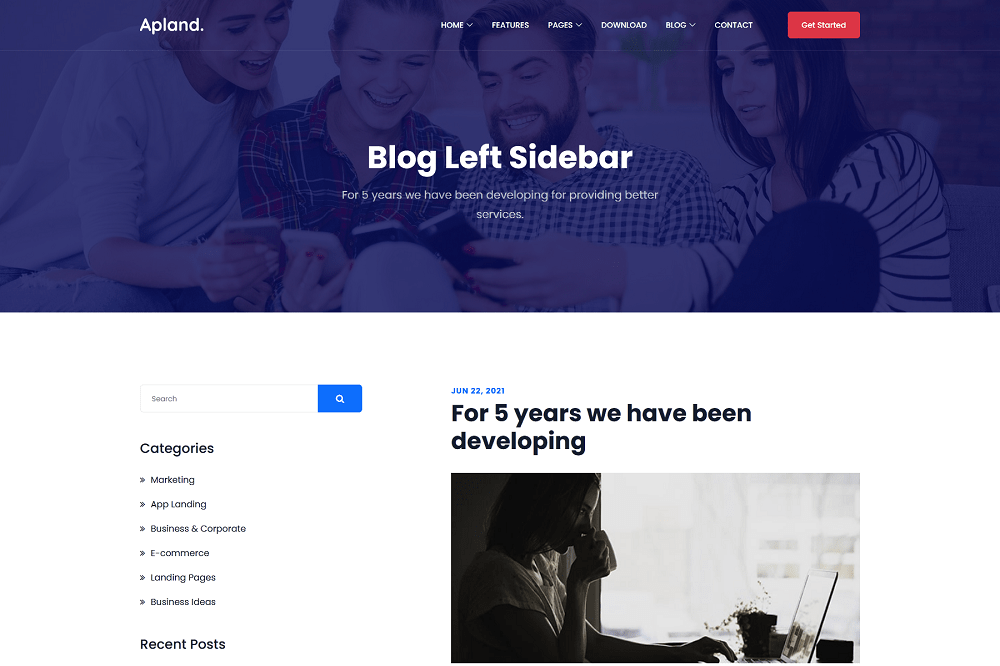 Apland.
HOME FEATURES PAGES DOWNLOAD BLOG CONTACT Get Started
Blog Left Sidebar
For 5 years we have been developing for providing better
services.
Search
Categories
Marketing
App Landing
Business & Corporate
E-commerce
Landing Pages
Business Ideas
Recent Posts
JUN 22, 2021
For 5 years we have been
developing